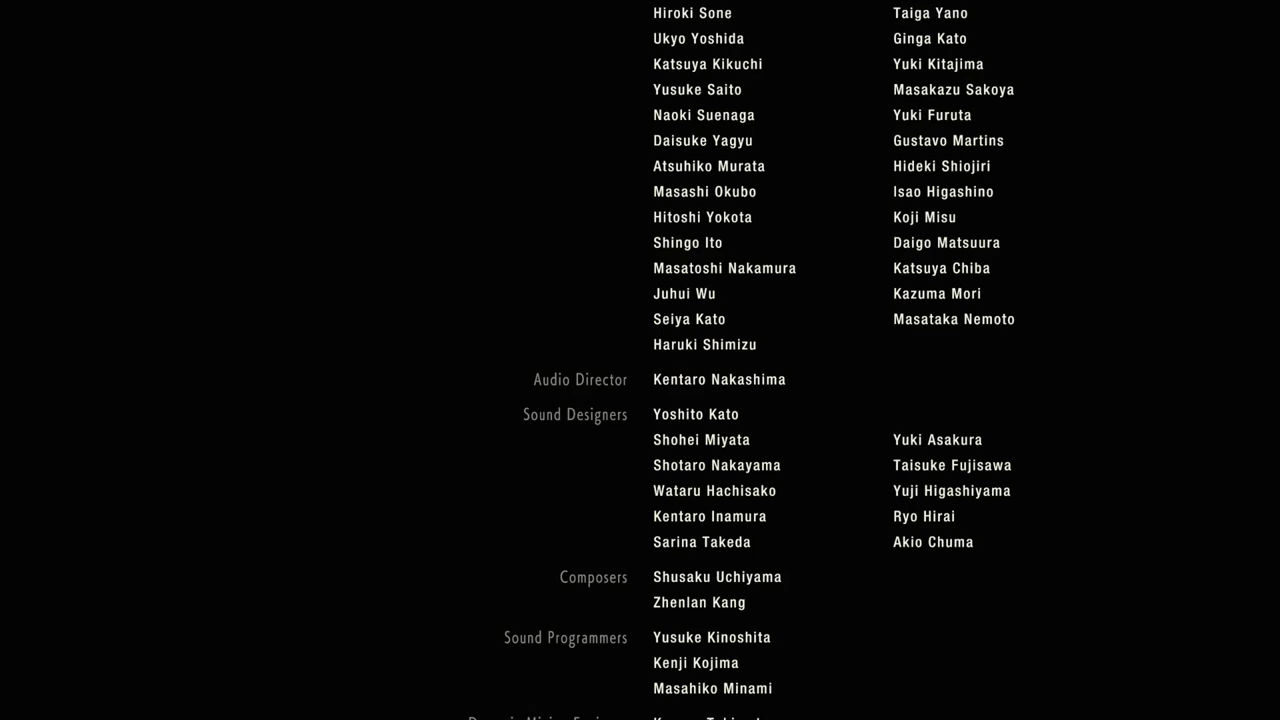 Hiroki Sone Taiga Yano
Ukyo Yoshida Ginga Kato
Katsuya Kikuchi Yuki Kitajima
Yusuke Saito Masakazu Sakoya
Naoki Suenaga Yuki Furuta
Daisuke Yagyu Gustavo Martins
Atsuhiko Murata Hideki Shiojiri
Masashi Okubo Isao Higashino
Hitoshi Yokota Koji Misu
Shingo Ito Daigo Matsuura
Masatoshi Nakamura Katsuya Chiba
Juhui Wu Kazuma Mori
Seiya Kato Masataka Nemoto
Haruki Shimizu
Audio Director Kentaro Nakashima
Sound Designers Yoshito Kato
Shohei Miyata Yuki Asakura
Shotaro Nakayama Taisuke Fujisawa
Wataru Hachisako Yuji Higashiyama
Kentaro Inamura Ryo Hirai
Sarina Takeda Akio Chuma
Composers Shusaku Uchiyama
Zhenlan Kang
Sound Programmers Yusuke Kinoshita
Kenji Kojima
Masahiko Minami